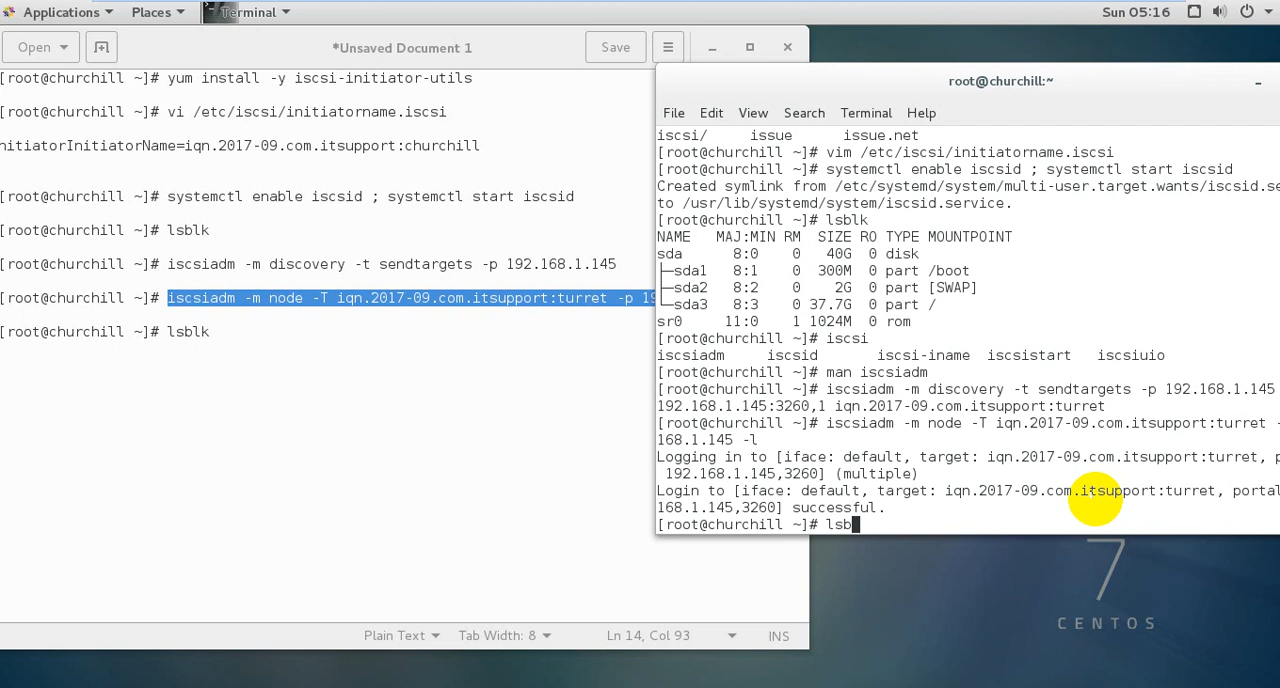 Applications Places Terminal Sun 05:16
Open *Unsaved Document 1 Save
[root@churchill ~]# yum install -y iscsi-initiator-utils
[root@churchill ~]# vi /etc/iscsi/initiatorname.iscsi
nitiatorInitiatorName=iqn.2017-09.com.itsupport:churchill
[root@churchill ~]# systemctl enable iscsid ; systemctl start iscsid
[root@churchill ~]# lsblk
[root@churchill ~]# iscsiadm -m discovery -t sendtargets -p 192.168.1.145
[root@churchill ~]# iscsiadm -m node -T iqn.2017-09.com.itsupport:turret -p 19
[root@churchill ~]# lsblk
Plain Text Tab Width: 8 Ln 14, Col 93 INS
root@churchill:~
File Edit View Search Terminal Help
iscsi/ issue issue.net
[root@churchill ~]# vim /etc/iscsi/initiatorname.iscsi
[root@churchill ~]# systemctl enable iscsid ; systemctl start iscsid
Created symlink from /etc/systemd/system/multi-user.target.wants/iscsid.se
to /usr/lib/systemd/system/iscsid.service.
[root@churchill ~]# lsblk
NAME MAJ:MIN RM SIZE RO TYPE MOUNTPOINT
sda 8:0 0 40G 0 disk
├─sda1 8:1 0 300M 0 part /boot
├─sda2 8:2 0 2G 0 part [SWAP]
└─sda3 8:3 0 37.7G 0 part /
sr0 11:0 1 1024M 0 rom
[root@churchill ~]# iscsi
iscsiadm iscsid iscsi-iname iscsistart iscsiuio
[root@churchill ~]# man iscsiadm
[root@churchill ~]# iscsiadm -m discovery -t sendtargets -p 192.168.1.145
192.168.1.145:3260,1 iqn.2017-09.com.itsupport:turret
[root@churchill ~]# iscsiadm -m node -T iqn.2017-09.com.itsupport:turret -
168.1.145 -l
Logging in to [iface: default, target: iqn.2017-09.com.itsupport:turret, p
192.168.1.145,3260] (multiple)
Login to [iface: default, target: iqn.2017-09.com.itsupport:turret, portal
168.1.145,3260] successful.
[root@churchill ~]# lsb
7
CENTOS